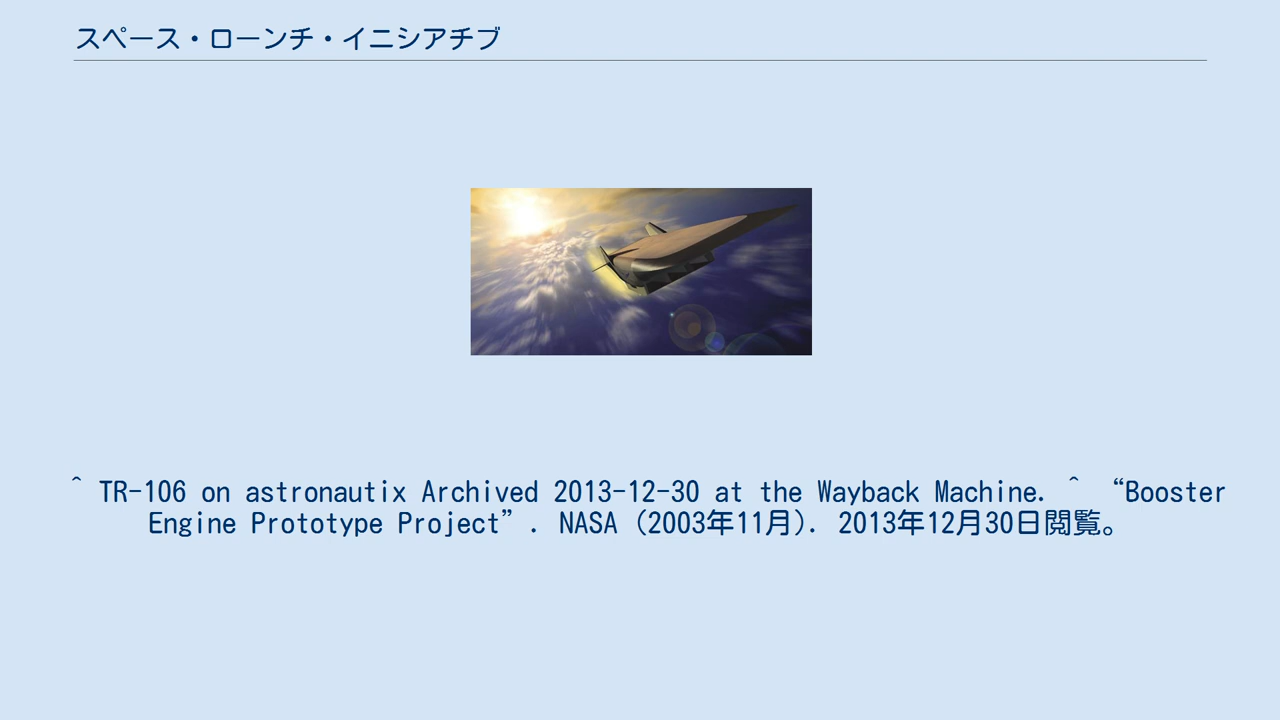 スペース・ローンチ・イニシアチブ
^ TR-106 on astronautix Archived 2013-12-30 at the Wayback Machine. ^ “Booster
Engine Prototype Project”. NASA (2003年11月). 2013年12月30日閲覧。